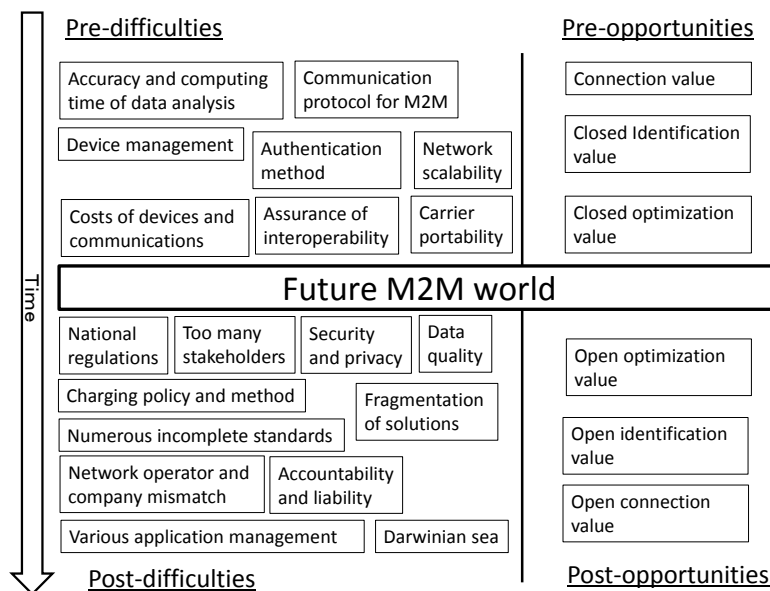 Pre-difficulties
Pre-opportunities
Accuracy and computing
time of data analysis
Communication
protocol for M2M
Connection value
Device management
Authentication
method
Network
scalability
Closed Identification
value
Costs of devices and
communications
Assurance of
interoperability
Carrier
portability
Closed optimization
value
Time
Future M2M world
National
regulations
Too many
stakeholders
Security
and privacy
Data
quality
Open optimization
value
Charging policy and method
Fragmentation
of solutions
Numerous incomplete standards
Open identification
value
Network operator and
company mismatch
Accountability
and liability
Open connection
value
Various application management
Darwinian sea
Post-difficulties
Post-opportunities